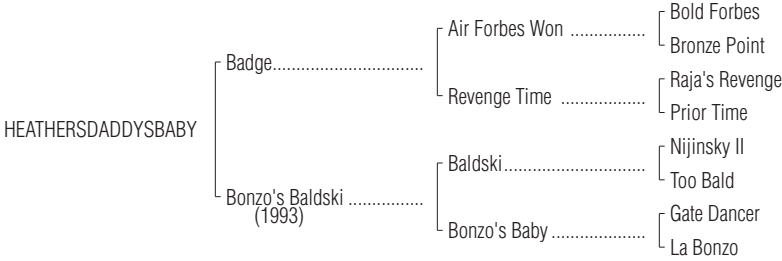 Bold Forbes
Air Forbes Won ................
Bronze Point
Badge................................
Raja's Revenge
Revenge Time ..................
Prior Time
HEATHERSDADDYSBABY
Nijinsky II
Baldski..............................
Too Bald
Bonzo's Baldski ................
(1993)
Gate Dancer
Bonzo's Baby ....................
La Bonzo